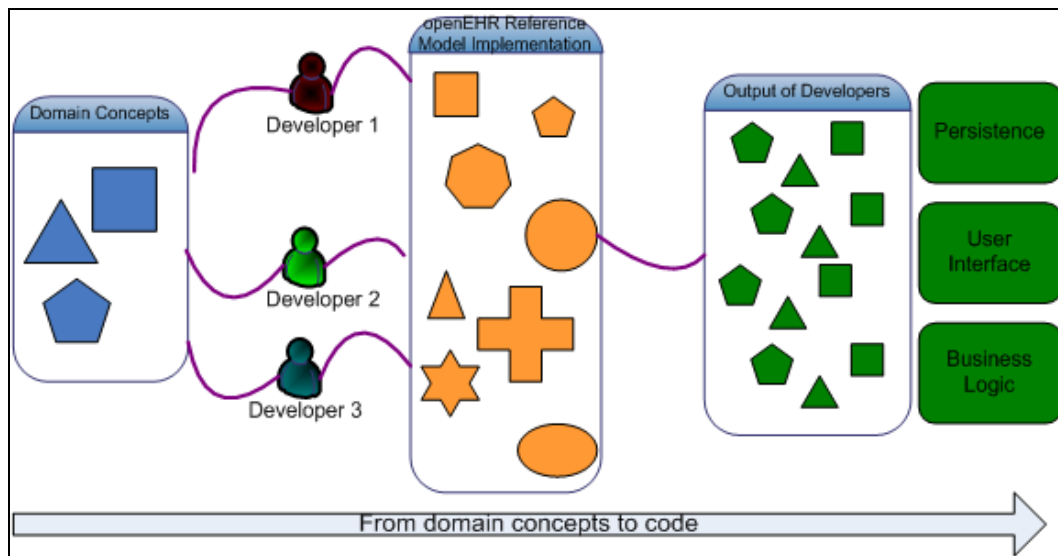 Domain Concepts
Developer 1
Developer 2
Developer 3
openEHR Reference
Model Implementation
Output of Developers
Persistence
User
Interface
Business
Logic
From domain concepts to code